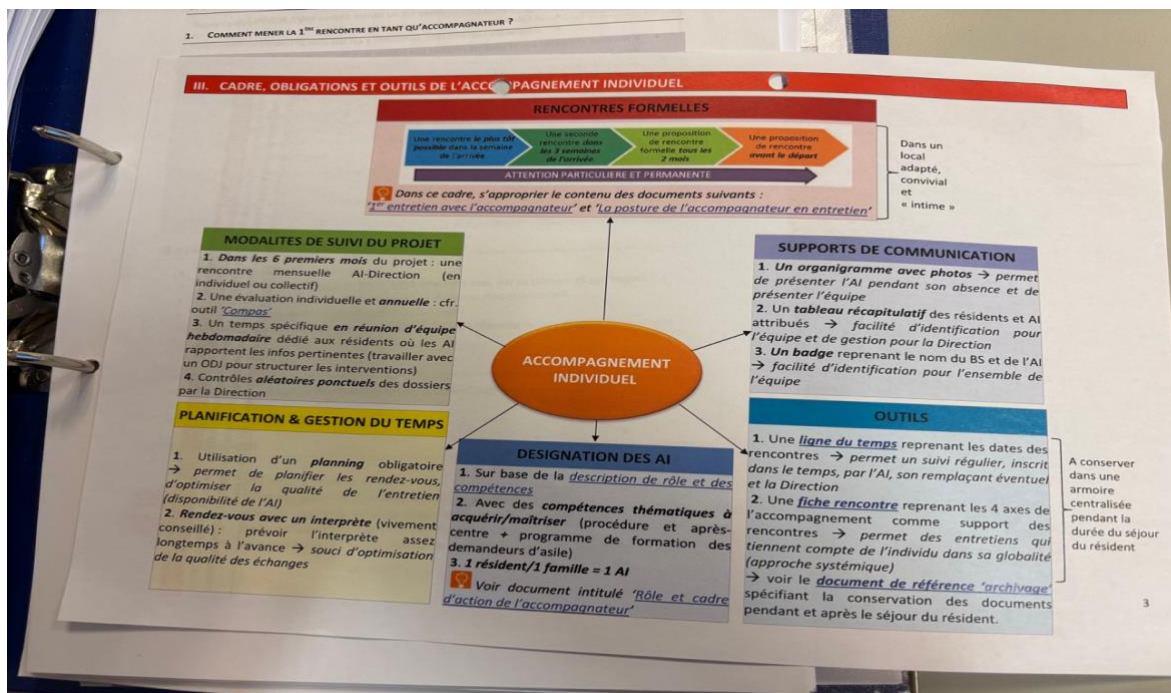 1. COMMENT MENER LA 1ÈRE RENCONTRE EN TANT QU'ACCOMPAGNATEUR ?
III. CADRE, OBLIGATIONS ET OUTILS DE L'ACCOMPAGNEMENT INDIVIDUEL
RENCONTRES FORMELLES
Une rencontre le plus tôt
possible dans la semaine
de l'arrivée
Une seconde
rencontre dans
les 3 semaines
de l'arrivée
Une proposition
de rencontre
formelle tous les
2 mois
Une proposition
de rencontre
avant le départ
ATTENTION PARTICULIERE ET PERMANENTE
Dans ce cadre, s'approprier le contenu des documents suivants :
'1er entretien avec l'accompagnateur' et 'La posture de l'accompagnateur en entretien'
Dans un
local
adapté,
convivial
et
« intime »
MODALITES DE SUIVI DU PROJET
1. Dans les 6 premiers mois du projet : une
rencontre mensuelle AI-Direction (en
individuel ou collectif)
2. Une évaluation individuelle et annuelle : cfr.
outil 'Compas'
3. Un temps spécifique en réunion d'équipe
hebdomadaire dédié aux résidents où les AI
rapportent les infos pertinentes (travailler avec
un ODJ pour structurer les interventions)
4. Contrôles aléatoires ponctuels des dossiers
par la Direction
SUPPORTS DE COMMUNICATION
1. Un organigramme avec photos → permet
de présenter l'AI pendant son absence et de
présenter l'équipe
2. Un tableau récapitulatif des résidents et AI
attribués → facilité d'identification pour
l'équipe et de gestion pour la Direction
3. Un badge reprenant le nom du BS et de l'AI
→ facilité d'identification pour l'ensemble de
l'équipe
ACCOMPAGNEMENT
INDIVIDUEL
PLANIFICATION & GESTION DU TEMPS
1. Utilisation d'un planning obligatoire
→ permet de planifier les rendez-vous,
d'optimiser la qualité de l'entretien
(disponibilité de l'AI)
2. Rendez-vous avec un interprète (vivement
conseillé) : prévoir l'interprète assez
longtemps à l'avance → souci d'optimisation
de la qualité des échanges
DESIGNATION DES AI
1. Sur base de la description de rôle et des
compétences
2. Avec des compétences thématiques à
acquérir/maîtriser (procédure et après-
centre + programme de formation des
demandeurs d'asile)
3. 1 résident/1 famille = 1 AI
Voir document intitulé 'Rôle et cadre
d'action de l'accompagnateur'
OUTILS
1. Une ligne du temps reprenant les dates des
rencontres → permet un suivi régulier, inscrit
dans le temps, par l'AI, son remplaçant éventuel
et la Direction
2. Une fiche rencontre reprenant les 4 axes de
l'accompagnement comme support des
rencontres → permet des entretiens qui
tiennent compte de l'individu dans sa globalité
(approche systémique)
→ voir le document de référence 'archivage'
spécifiant la conservation des documents
pendant et après le séjour du résident.
A conserver
dans une
armoire
centralisée
pendant la
durée du séjour
du résident
3